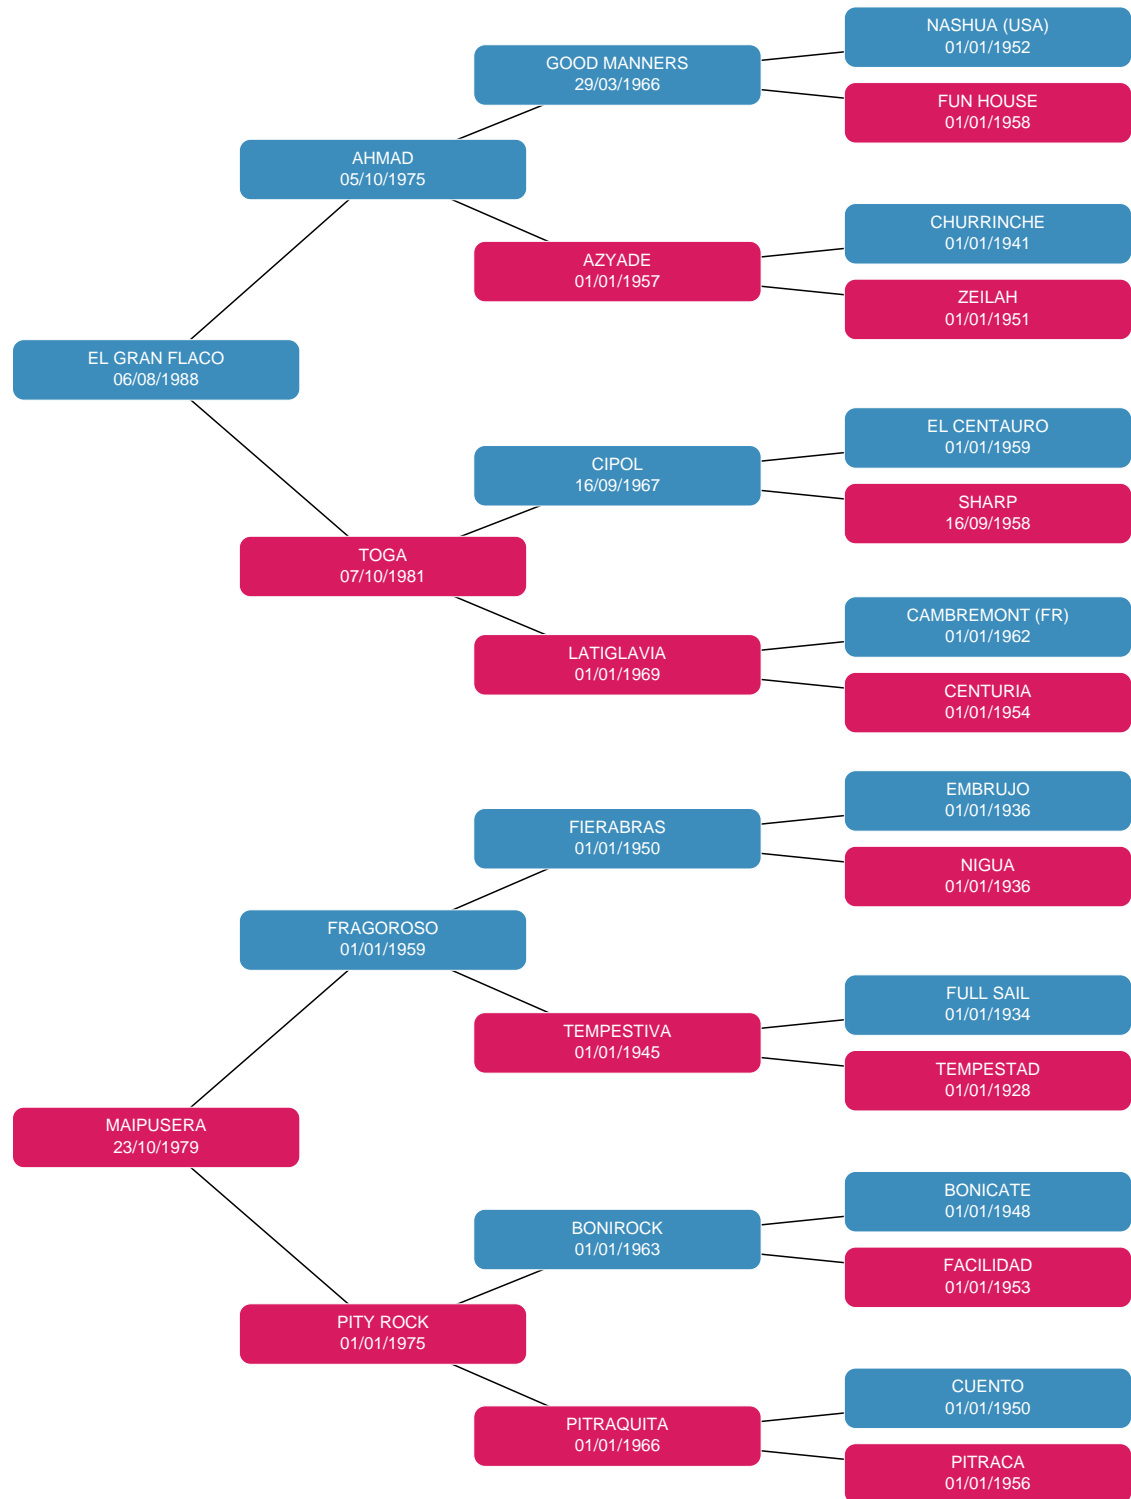 NASHUA (USA)
01/01/1952
GOOD MANNERS
29/03/1966
FUN HOUSE
01/01/1958
AHMAD
05/10/1975
CHURRINCHE
01/01/1941
AZYADE
01/01/1957
ZEILAH
01/01/1951
EL GRAN FLACO
06/08/1988
EL CENTAURO
01/01/1959
CIPOL
16/09/1967
SHARP
16/09/1958
TOGA
07/10/1981
CAMBREMONT (FR)
01/01/1962
LATIGLAVIA
01/01/1969
CENTURIA
01/01/1954
EMBRUJO
01/01/1936
FIERABRAS
01/01/1950
NIGUA
01/01/1936
FRAGOROSO
01/01/1959
FULL SAIL
01/01/1934
TEMPESTIVA
01/01/1945
TEMPESTAD
01/01/1928
MAIPUSERA
23/10/1979
BONICATE
01/01/1948
BONIROCK
01/01/1963
FACILIDAD
01/01/1953
PITY ROCK
01/01/1975
CUENTO
01/01/1950
PITRAQUITA
01/01/1966
PITRACA
01/01/1956